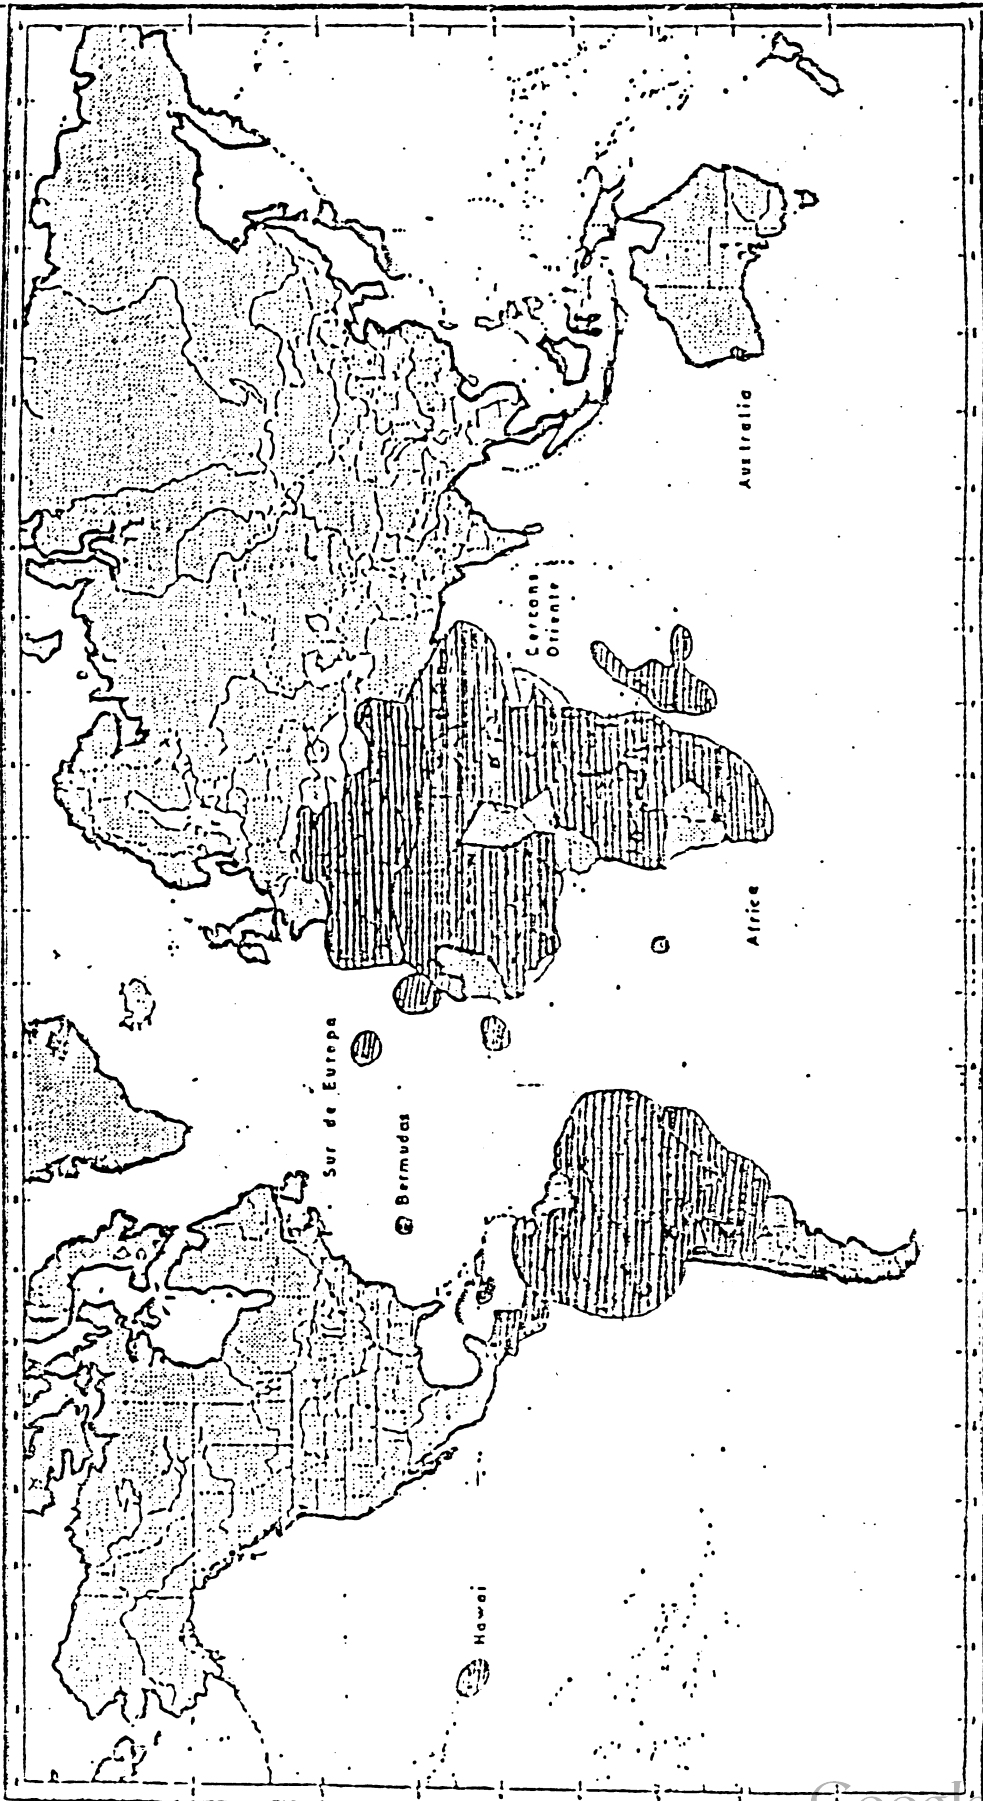 Hawai
Bermudas
Sur de Europa
Africa
Cercano
Oriente
Australia
Google